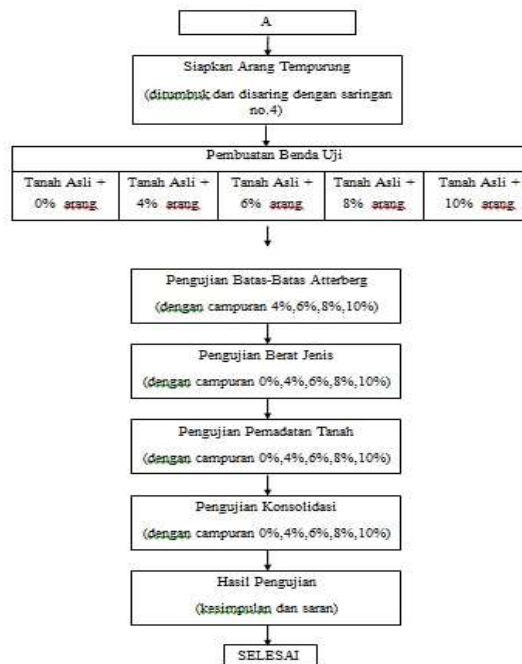 A
Siapkan Arang Tempurung
(ditumbuk dan disaring dengan saringan
no.4)
Pembuatan Benda Uji
Tanah Asli +
0% arang
Tanah Asli +
4% arang
Tanah Asli +
6% arang
Tanah Asli +
8% arang
Tanah Asli +
10% arang
Pengujian Batas-Batas Atterberg
(dengan campuran 4%,6%,8%,10%)
Pengujian Berat Jenis
(dengan campuran 0%,4%,6%,8%,10%)
Pengujian Pemadatan Tanah
(dengan campuran 0%,4%,6%,8%,10%)
Pengujian Konsolidasi
(dengan campuran 0%,4%,6%,8%,10%)
Hasil Pengujian
(kesimpulan dan saran)
SELESAI